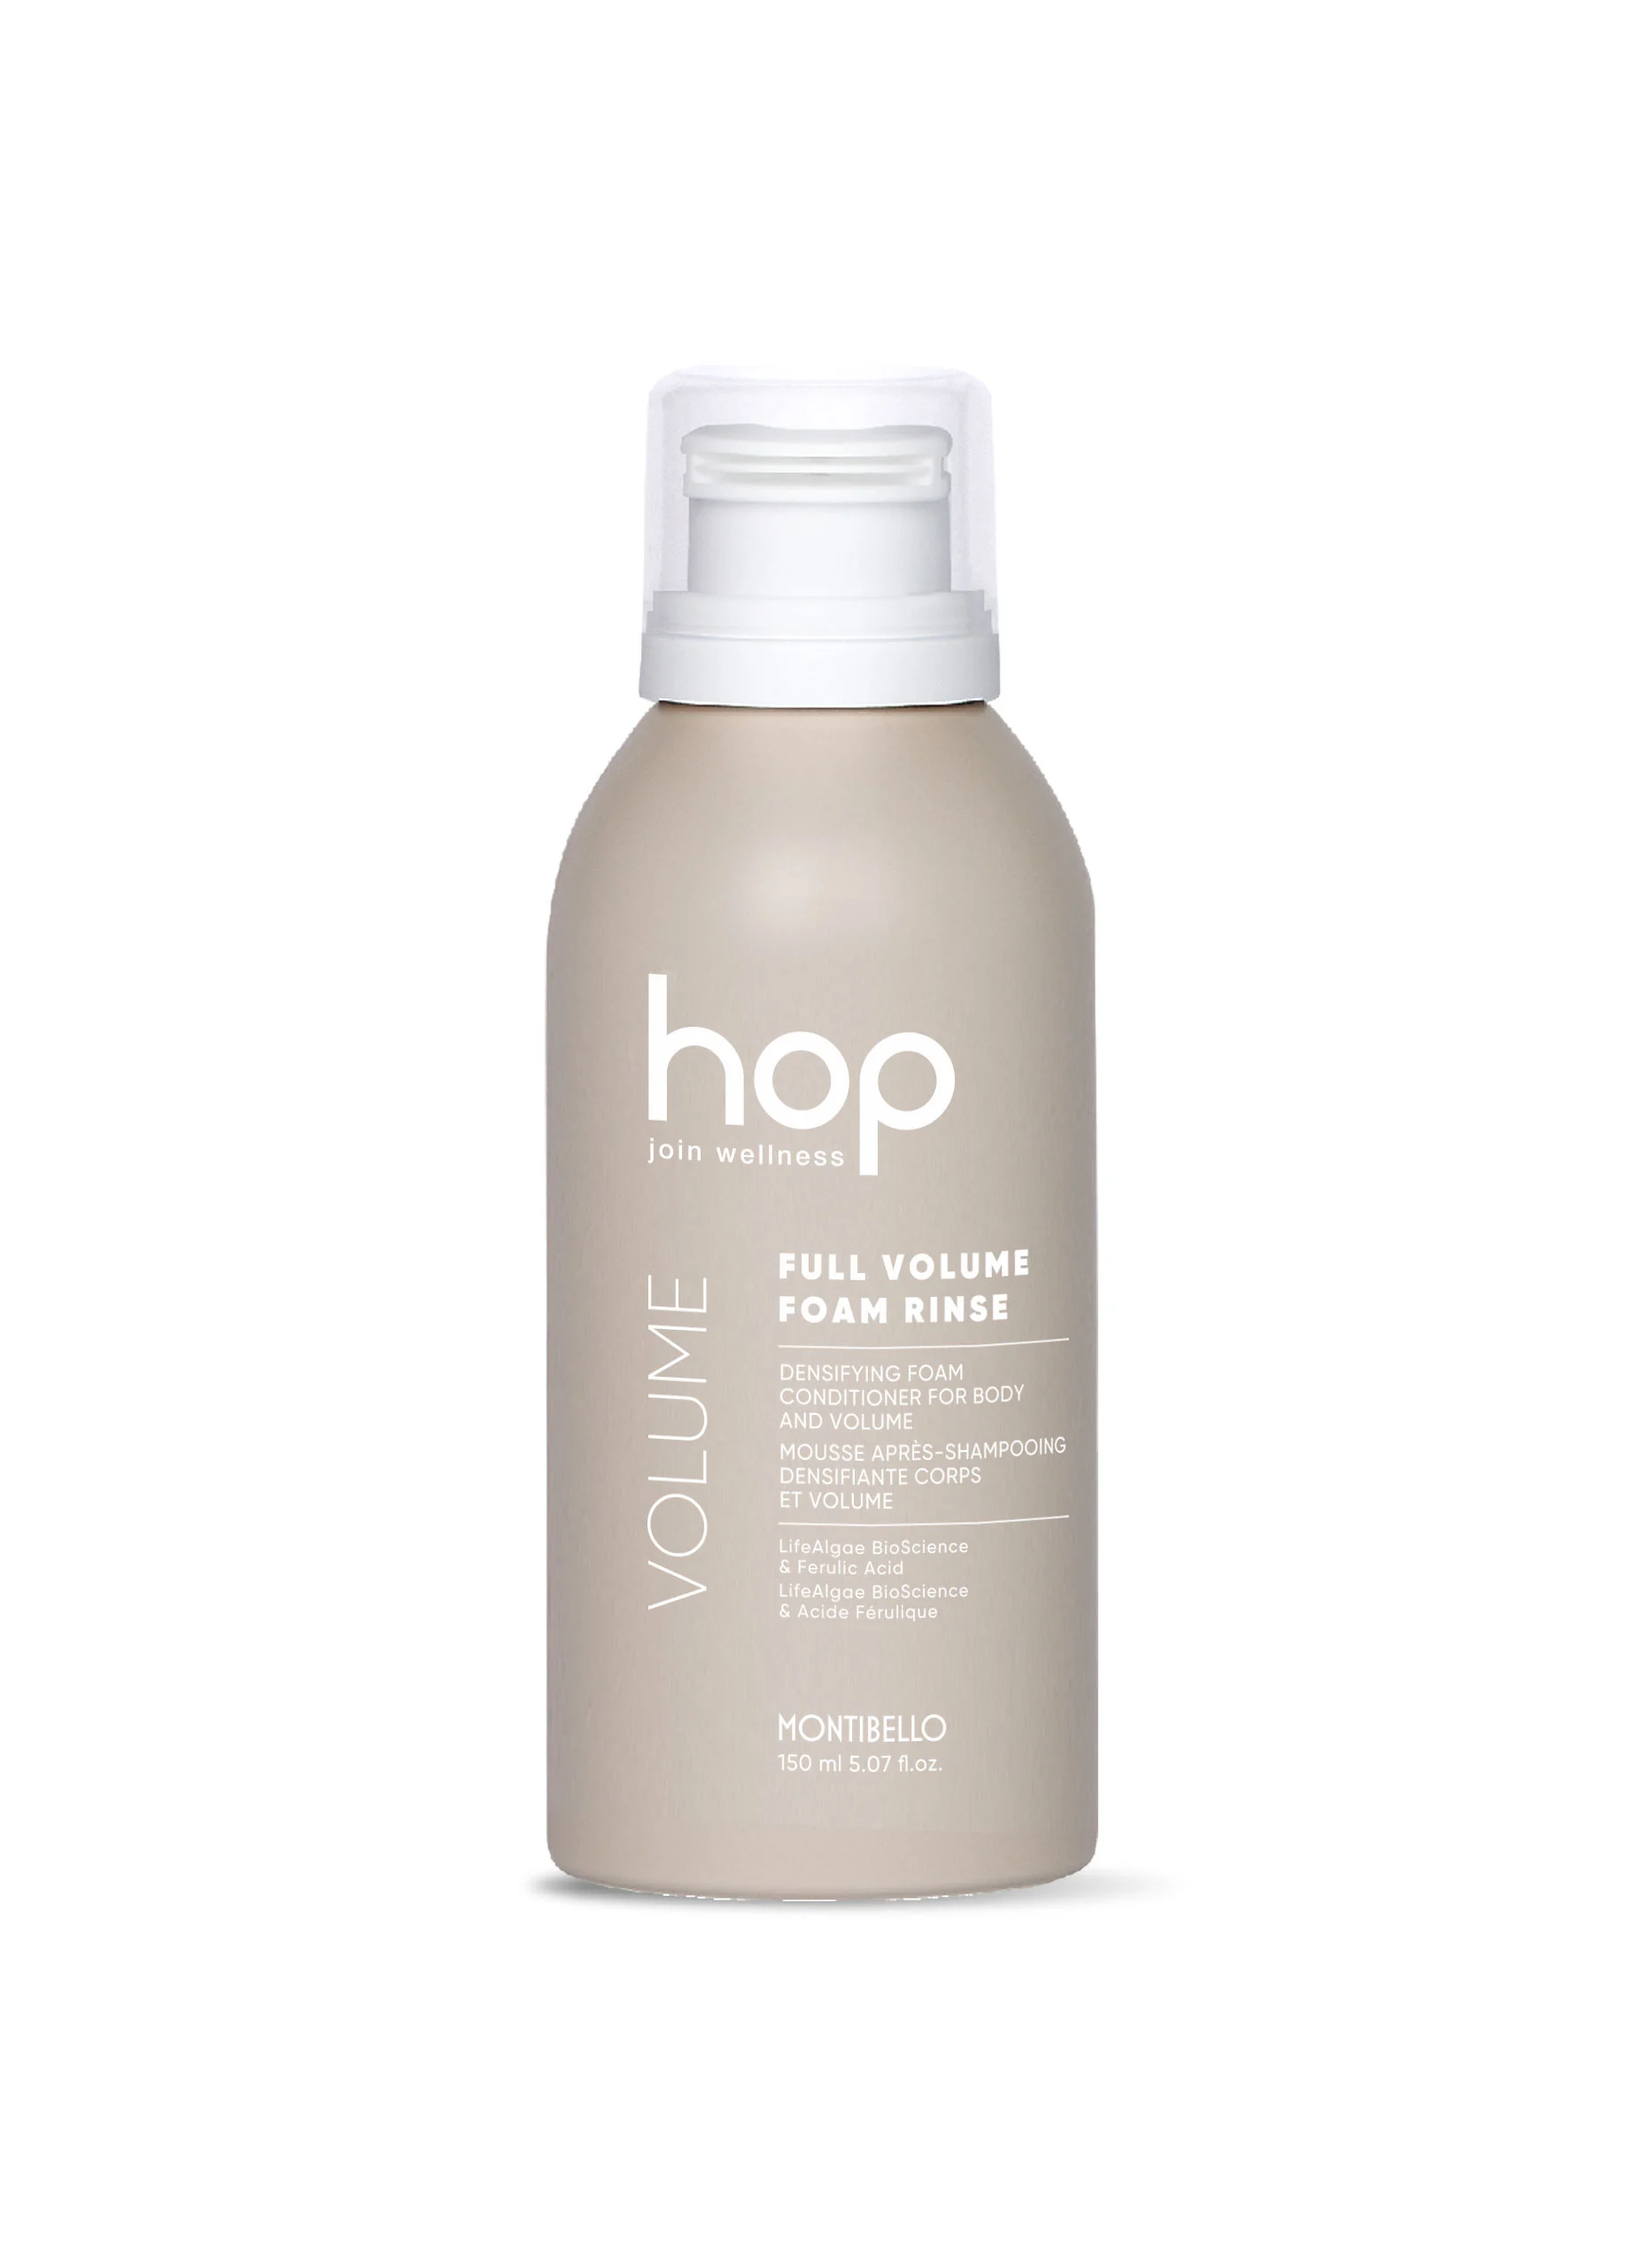 hop
join wellness
VOLUME
FULL VOLUME
FOAM RINSE
DENSIFYING FOAM
CONDITIONER FOR BODY
AND VOLUME
MOUSSE APRÈS-SHAMPOOING
DENSIFIANTE CORPS
ET VOLUME
LifeAlgae BioScience
& Ferulic Acid
LifeAlgae BioScience
& Acide Férulique
MONTIBELLO
150 ml 5.07 fl.oz.